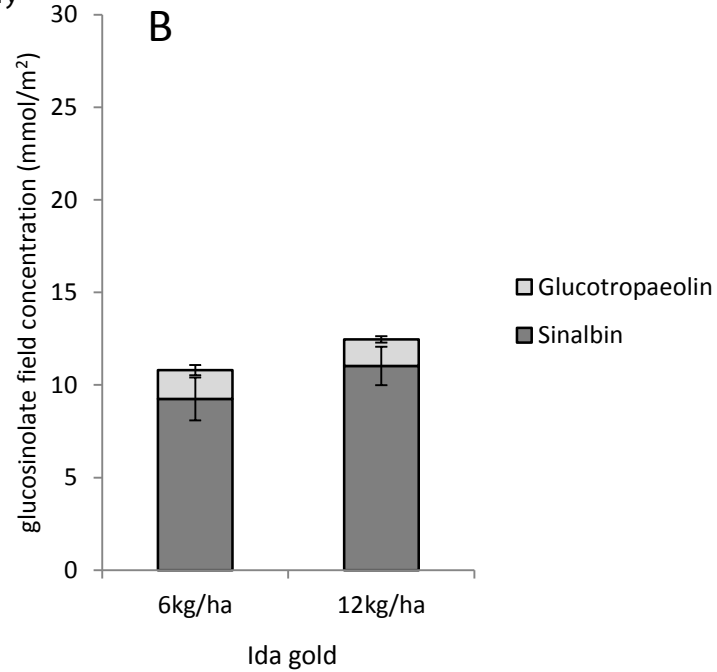 B
glucosinolate field concentration (mmol/m²)
30
25
20
15
10
5
0
6kg/ha 12kg/ha
Ida gold
Glucotropaeolin
Sinalbin